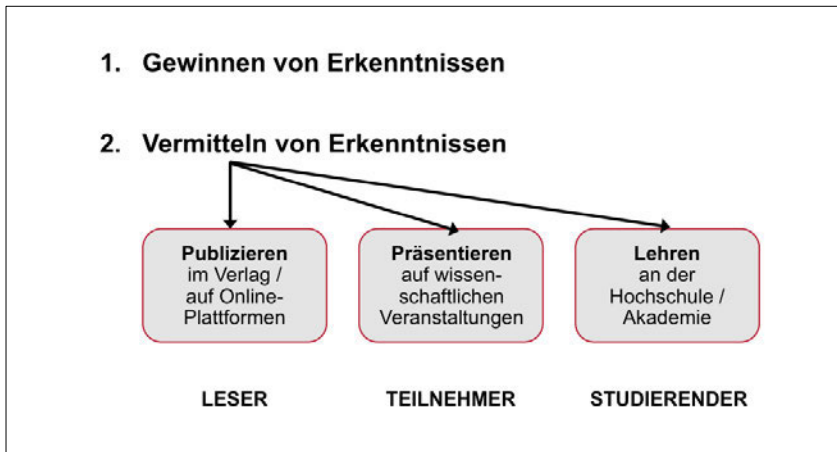 1. Gewinnen von Erkenntnissen
2. Vermitteln von Erkenntnissen
Publizieren
im Verlag /
auf Online-
Plattformen
Präsentieren
auf wissen-
schaftlichen
Veranstaltungen
Lehren
an der
Hochschule /
Akademie
LESER
TEILNEHMER
STUDIERENDER